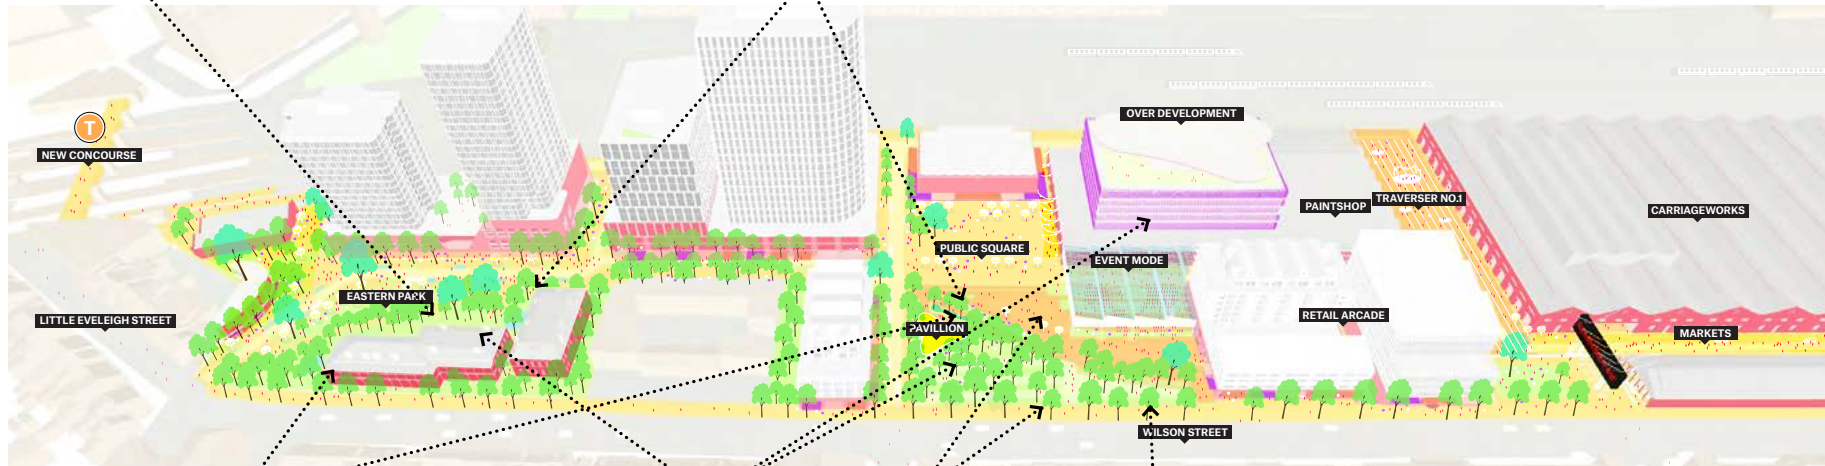 OVER DEVELOPMENT
T
NEW CONCOURSE
TRAVERSER NO.1
PAINTSHOP
CARRIAGEWORKS
PUBLIC SQUARE
EVENT MODE
EASTERN PARK
LITTLE EVELEIGH STREET
RETAIL ARCADE
PAVILLION
MARKETS
WILSON STREET